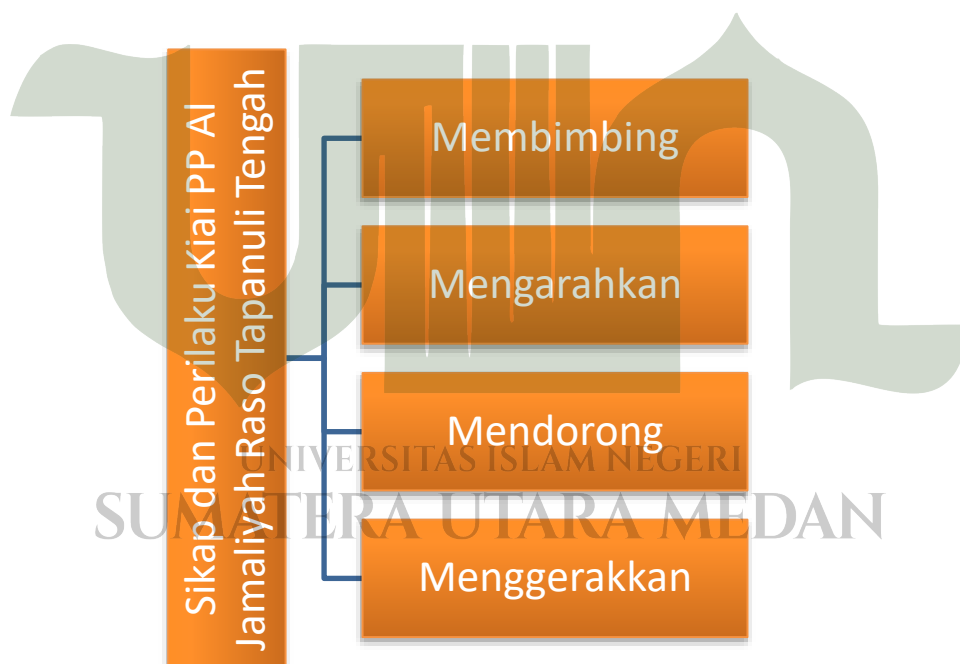 Sikap dan Perilaku Kiai PP Al
Jamaliyah Raso Tapanuli Tengah
Membimbing
Mengarahkan
Mendorong
Menggerakkan
UNIVERSITAS ISLAM NEGERI
SUMATERA UTARA MEDAN